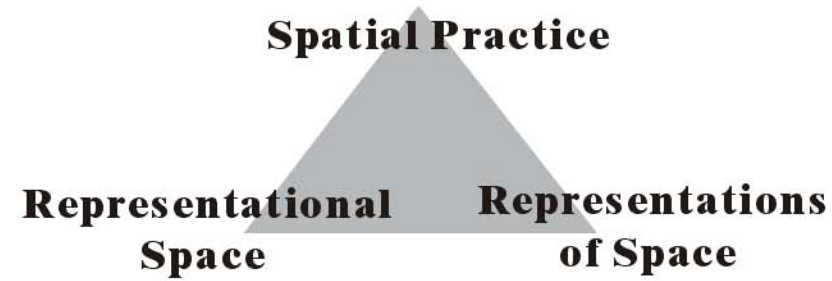 Spatial Practice
Representational
Space
Representations
of Space